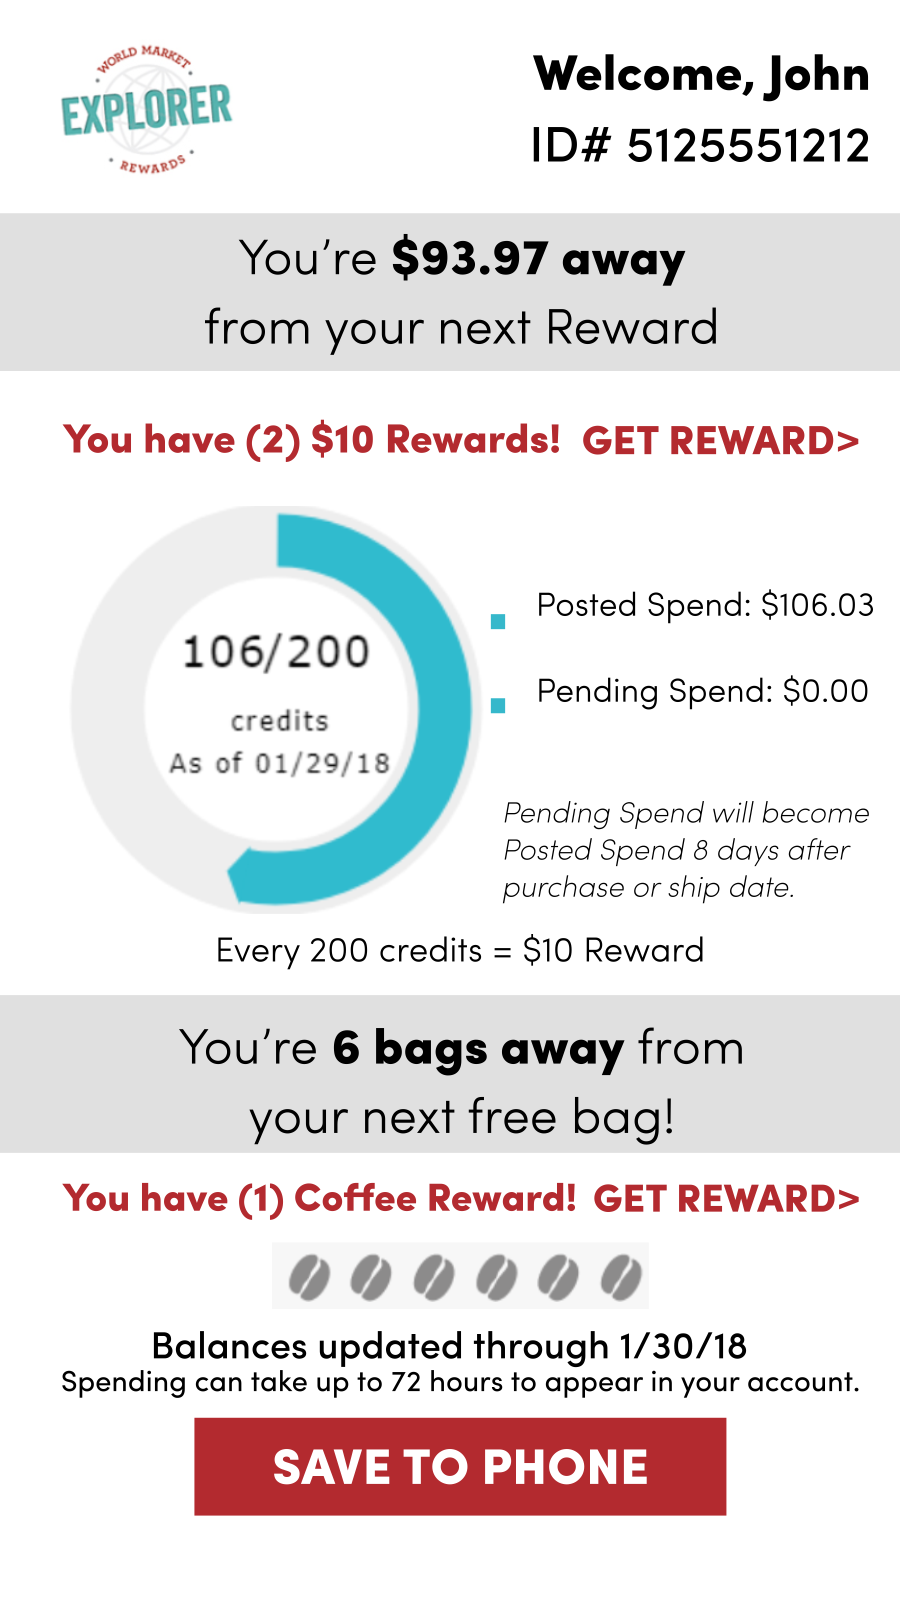 WORLD MARKET
EXPLORER
REWARDS
Welcome, John
ID# 5125551212
You're $93.97 away
from your next Reward
You have (2) $10 Rewards! GET REWARD>
106/200
credits
As of 01/29/18
Posted Spend: $106.03
Pending Spend: $0.00
Pending Spend will become
Posted Spend 8 days after
purchase or ship date.
Every 200 credits = $10 Reward
You're 6 bags away from
your next free bag!
You have (1) Coffee Reward! GET REWARD>
Balances updated through 1/30/18
Spending can take up to 72 hours to appear in your account.
SAVE TO PHONE